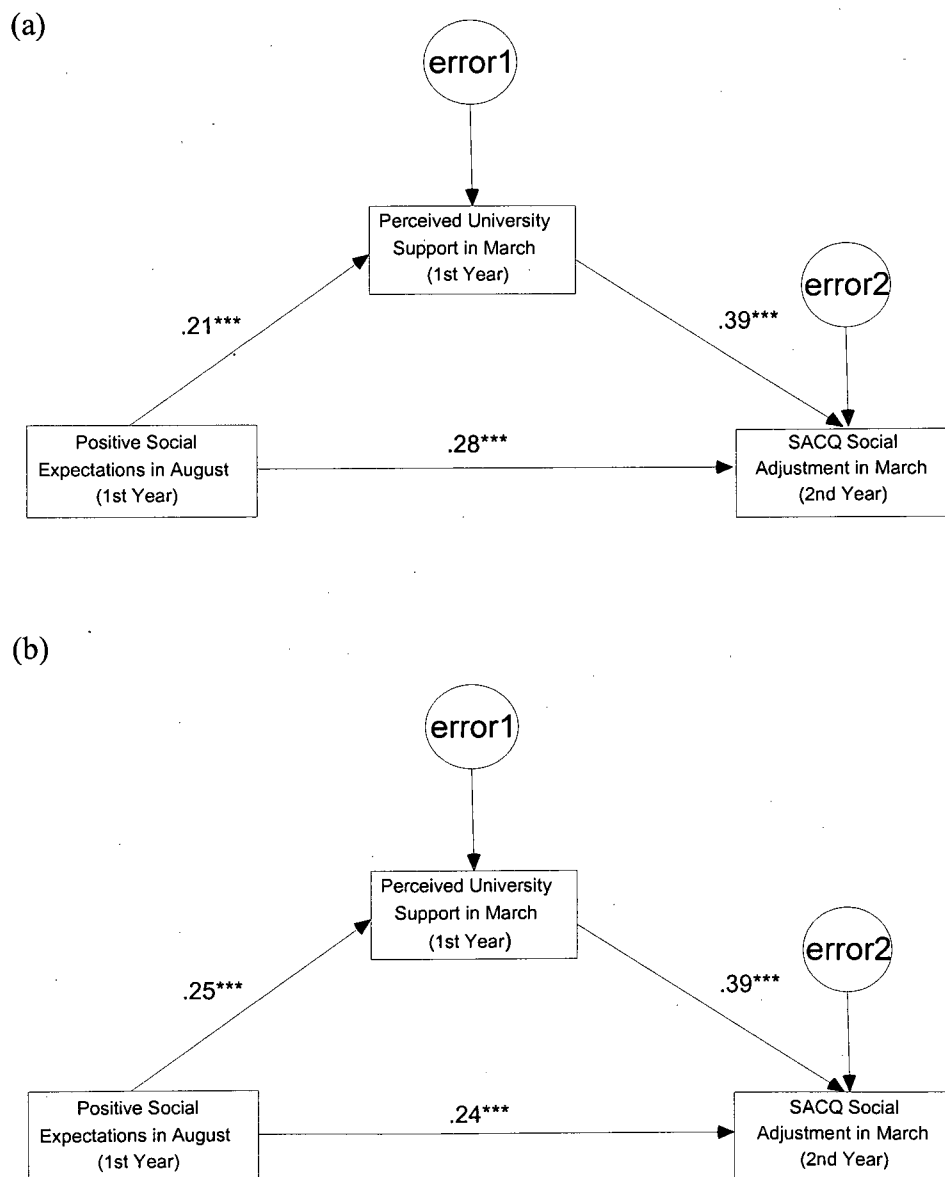 (a)
error1
Perceived University
Support in March
(1st Year)
error2
.21***
.39***
Positive Social
Expectations in August
(1st Year)
.28***
SACQ Social
Adjustment in March
(2nd Year)
(b)
error1
Perceived University
Support in March
(1st Year)
error2
.25***
.39***
Positive Social
Expectations in August
(1st Year)
.24***
SACQ Social
Adjustment in March
(2nd Year)